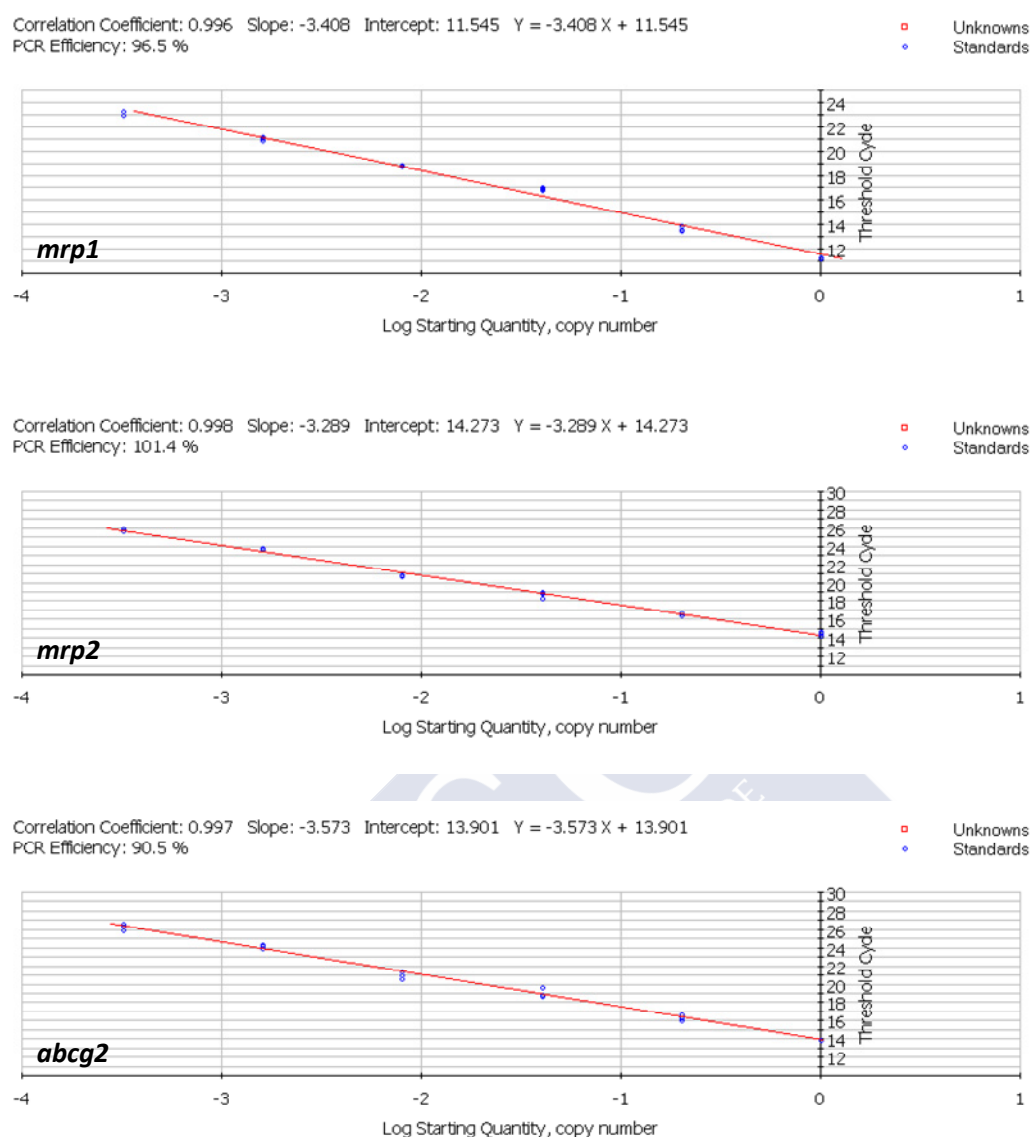 Correlation Coefficient: 0.996 Slope: -3.408 Intercept: 11.545 Y = -3.408 X + 11.545
PCR Efficiency: 96.5 %
Unknowns
Standards
24
22
20
18
16
14
12
Threshold Cycle
mrp1
-4 -3 -2 -1 0 1
Log Starting Quantity, copy number
Correlation Coefficient: 0.998 Slope: -3.289 Intercept: 14.273 Y = -3.289 X + 14.273
PCR Efficiency: 101.4 %
Unknowns
Standards
30
28
26
24
22
20
18
16
14
12
Threshold Cycle
mrp2
-4 -3 -2 -1 0 1
Log Starting Quantity, copy number
Correlation Coefficient: 0.997 Slope: -3.573 Intercept: 13.901 Y = -3.573 X + 13.901
PCR Efficiency: 90.5 %
Unknowns
Standards
30
28
26
24
22
20
18
16
14
12
Threshold Cycle
abcg2
-4 -3 -2 -1 0 1
Log Starting Quantity, copy number